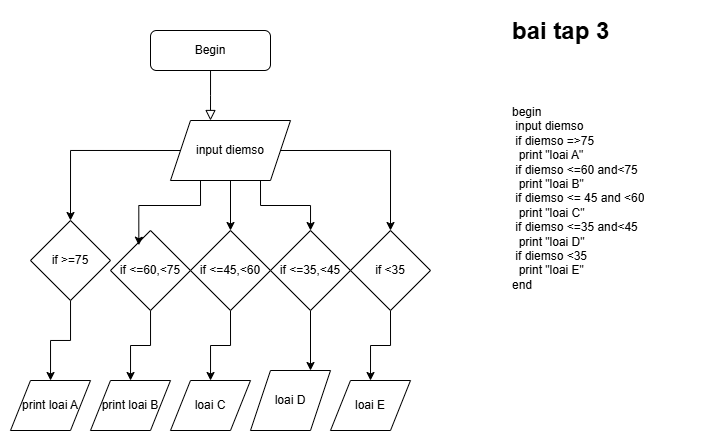 bai tap 3
Begin
input diemso
if >=75
if <=60,<75
if <=45,<60
if <=35,<45
if <35
print loai A
print loai B
loai C
loai D
loai E
begin
input diemso
if diemso =>75
print "loai A"
if diemso <=60 and<75
print "loai B"
if diemso <= 45 and <60
print "loai C"
if diemso <=35 and<45
print "loai D"
if diemso <35
print "loai E"
end